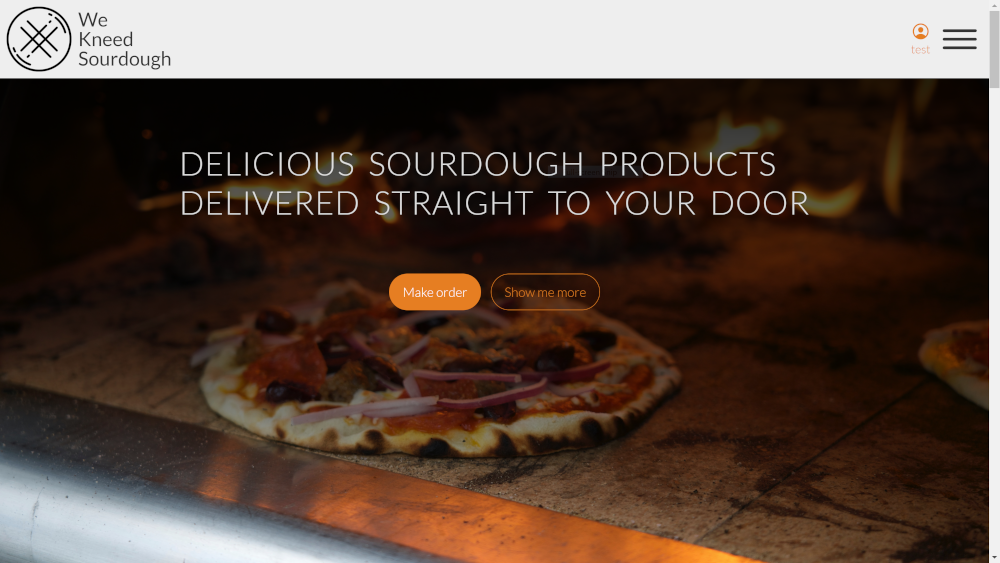 We
Kneed
Sourdough
test
DELICIOUS SOURDOUGH PRODUCTS
DELIVERED STRAIGHT TO YOUR DOOR
Make order
Show me more